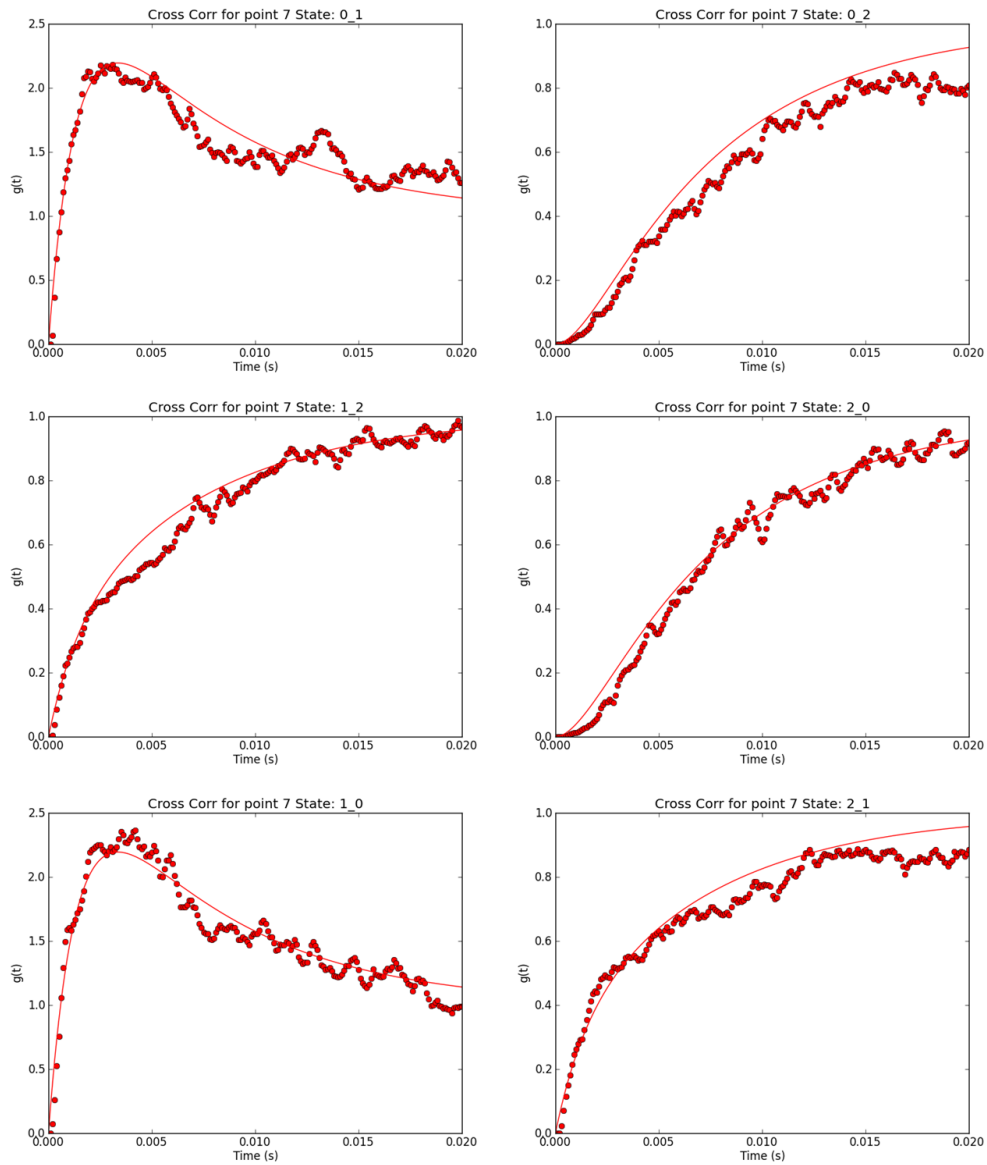 Cross Corr for point 7 State: 0_1
2.5
2.0
1.5
1.0
0.5
0.0
g(t)
0.000 0.005 0.010 0.015 0.020
Time (s)
Cross Corr for point 7 State: 0_2
1.0
0.8
0.6
0.4
0.2
0.0
g(t)
0.000 0.005 0.010 0.015 0.020
Time (s)
Cross Corr for point 7 State: 1_2
1.0
0.8
0.6
0.4
0.2
0.0
g(t)
0.000 0.005 0.010 0.015 0.020
Time (s)
Cross Corr for point 7 State: 2_0
1.0
0.8
0.6
0.4
0.2
0.0
g(t)
0.000 0.005 0.010 0.015 0.020
Time (s)
Cross Corr for point 7 State: 1_0
2.5
2.0
1.5
1.0
0.5
0.0
g(t)
0.000 0.005 0.010 0.015 0.020
Time (s)
Cross Corr for point 7 State: 2_1
1.0
0.8
0.6
0.4
0.2
0.0
g(t)
0.000 0.005 0.010 0.015 0.020
Time (s)